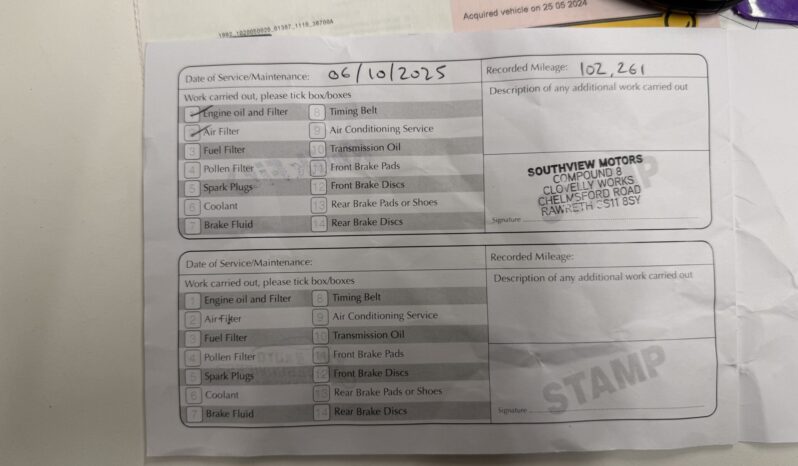 Acquired vehicle on 25 05 2024
Date of Service/Maintenance: 06/10/2025 Recorded Mileage: 102,261
Work carried out, please tick box/boxes
Description of any additional work carried out
Engine oil and Filter 8 Timing Belt
Air Filter 9 Air Conditioning Service
3 Fuel Filter 10 Transmission Oil
4 Pollen Filter 11 Front Brake Pads
5 Spark Plugs 12 Front Brake Discs
6 Coolant 13 Rear Brake Pads or Shoes
7 Brake Fluid 14 Rear Brake Discs
STAMP
SOUTHVIEW MOTORS
COMPOUND 8
CLOVELLY WORKS
CHELMSFORD ROAD
RAWRETH SS11 8SY
Signature
Date of Service/Maintenance: Recorded Mileage:
Work carried out, please tick box/boxes
Description of any additional work carried out
1 Engine oil and Filter 8 Timing Belt
2 Air Filter 9 Air Conditioning Service
3 Fuel Filter 10 Transmission Oil
4 Pollen Filter 11 Front Brake Pads
5 Spark Plugs 12 Front Brake Discs
6 Coolant 13 Rear Brake Pads or Shoes
7 Brake Fluid 14 Rear Brake Discs
STAMP
Signature